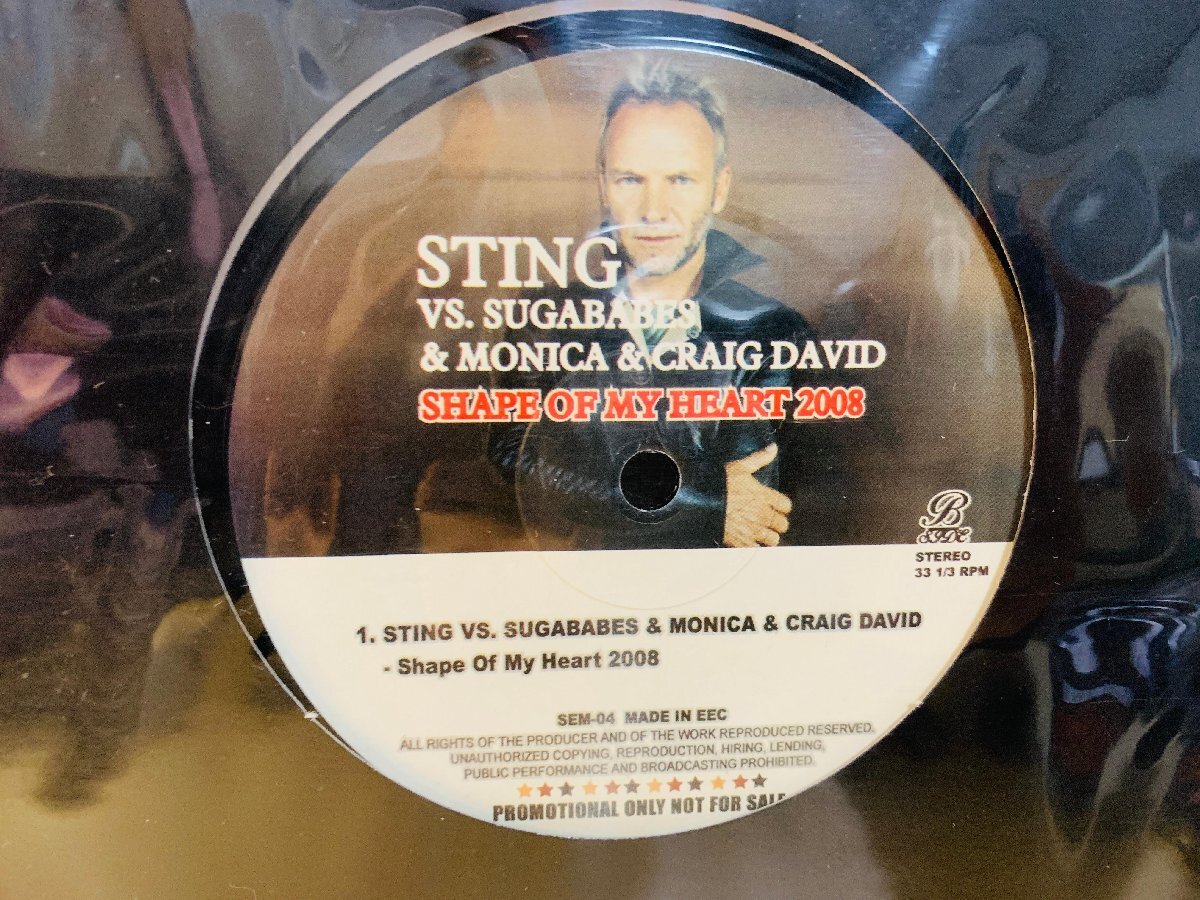 STING
VS. SUGABABES
& MONICA & CRAIG DAVID
SHAPE OF MY HEART 2008
B
SIDE
STEREO
33 1/3 RPM
1. STING VS. SUGABABES & MONICA & CRAIG DAVID
- Shape Of My Heart 2008
SEM-04 MADE IN EEC
ALL RIGHTS OF THE PRODUCER AND OF THE WORK REPRODUCED RESERVED.
UNAUTHORIZED COPYING, REPRODUCTION, HIRING, LENDING,
PUBLIC PERFORMANCE AND BROADCASTING PROHIBITED.
PROMOTIONAL ONLY NOT FOR SALE